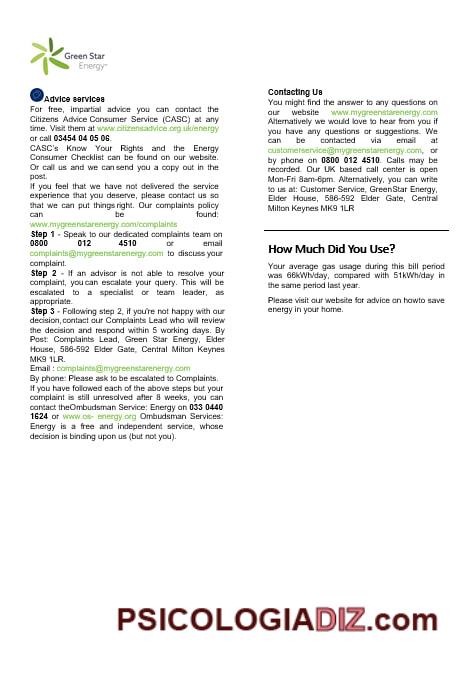 Green Star
Energy
Advice services
For free, impartial advice you can contact the
Citizens Advice Consumer Service (CASC) at any
time. Visit them at www.citizensadvice.org.uk/energy
or call 03454 04 05 06.
CASC's Know Your Rights and the Energy
Consumer Checklist can be found on our website.
Or call us and we can send you a copy out in the
post.
If you feel that we have not delivered the service
experience that you deserve, please contact us so
that we can put things right. Our complaints policy
can be found:
www.mygreenstarenergy.com/complaints
Step 1 - Speak to our dedicated complaints team on
0800 012 4510 or email
complaints@mygreenstarenergy.com to discuss your
complaint.
Step 2 - If an advisor is not able to resolve your
complaint, you can escalate your query. This will be
escalated to a specialist or team leader, as
appropriate.
Step 3 - Following step 2, if you're not happy with our
decision, contact our Complaints Lead who will review
the decision and respond within 5 working days. By
Post: Complaints Lead, Green Star Energy, Elder
House, 586-592 Elder Gate, Central Milton Keynes
MK9 1LR.
Email : complaints@mygreenstarenergy.com
By phone: Please ask to be escalated to Complaints.
If you have followed each of the above steps but your
complaint is still unresolved after 8 weeks, you can
contact theOmbudsman Service: Energy on 033 0440
1624 or www.os- energy.org Ombudsman Services:
Energy is a free and independent service, whose
decision is binding upon us (but not you).
Contacting Us
You might find the answer to any questions on
our website www.mygreenstarenergy.com
Alternatively we would love to hear from you if
you have any questions or suggestions. We
can be contacted via email at
customerservice@mygreenstarenergy.com, or
by phone on 0800 012 4510. Calls may be
recorded. Our UK based call center is open
Mon-Fri 8am-6pm. Alternatively, you can write
to us at: Customer Service, GreenStar Energy,
Elder House, 586-592 Elder Gate, Central
Milton Keynes MK9 1LR
How Much Did You Use?
Your average gas usage during this bill period
was 66kWh/day, compared with 51kWh/day in
the same period last year.
Please visit our website for advice on howto save
energy in your home.
PSICOLOGIADIZ.com